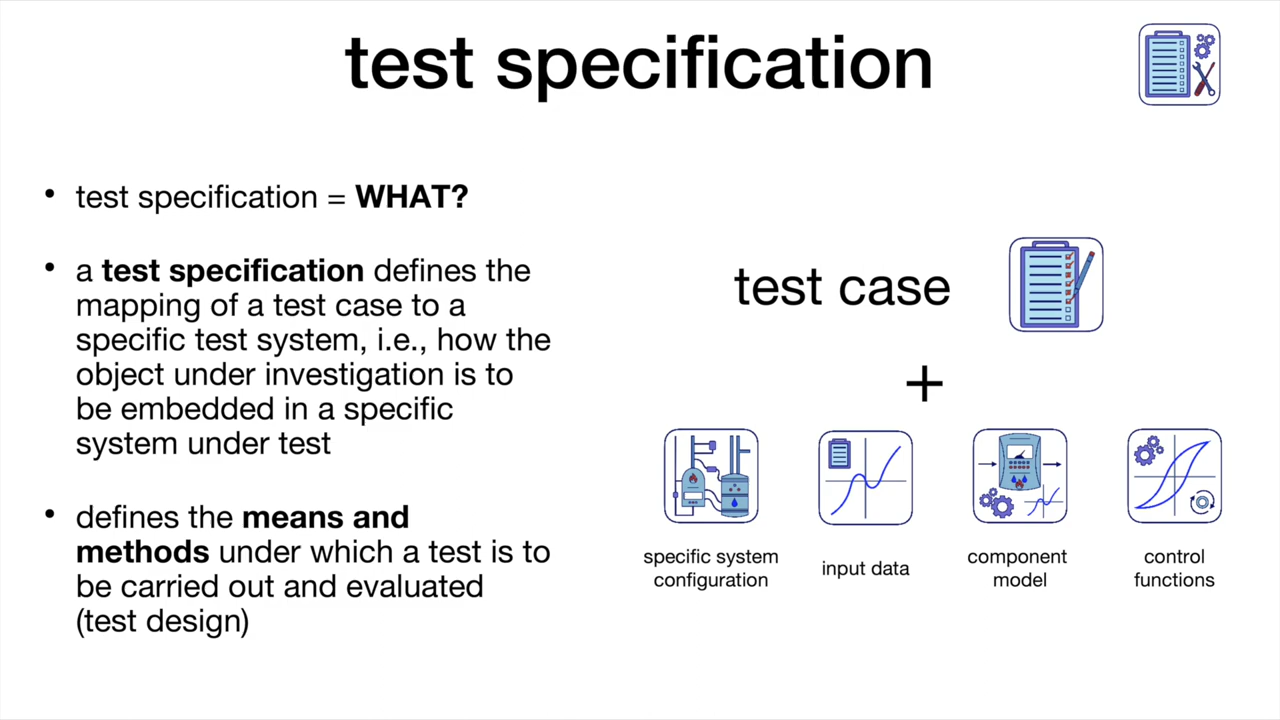 test specification
• test specification = WHAT?
• a test specification defines the
mapping of a test case to a
specific test system, i.e., how the
object under investigation is to
be embedded in a specific
system under test
• defines the means and
methods under which a test is to
be carried out and evaluated
(test design)
test case
+
specific system
configuration
input data
component
model
control
functions